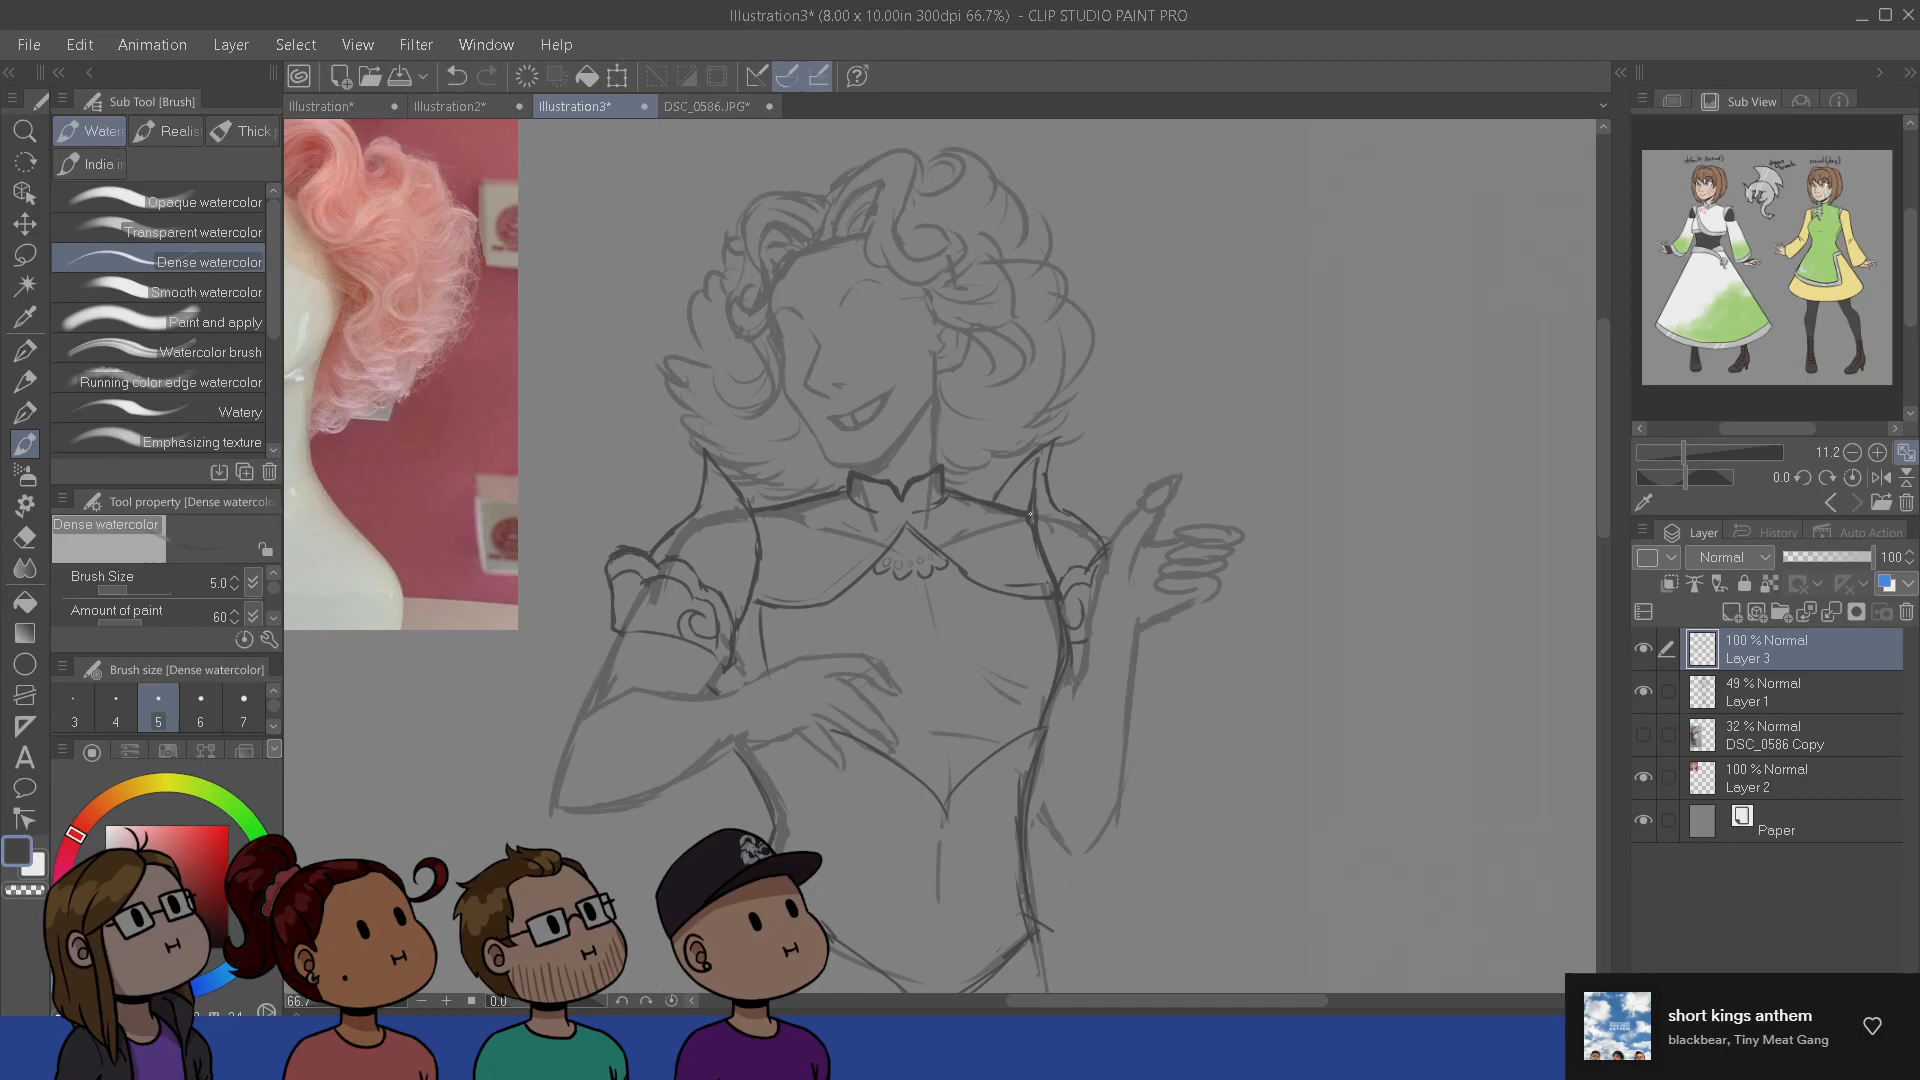 Illustration3* (8.00 x 10.00in 300dpi 66.7%)  - CLIP STUDIO PAINT PRO
File Edit Animation Layer Select View Filter Window Help
Sub Tool [Brush]
Illustration* Illustration2* Illustration3* DSC_0586.JPG*
Sub View
Waterc Realis Thick
India in
Opaque watercolor
Transparent watercolor
Dense watercolor
Smooth watercolor
Paint and apply
Watercolor brush
Running color edge watercolor
Watery
Emphasizing texture
Tool property [Dense watercolo
Dense watercolor
Brush Size 5.0
Amount of paint 60
Brush size [Dense watercolor]
3 4 5 6 7
66.7 0.0
11.2
0.0
Layer History Auto Action
Normal 100
100 % Normal
Layer 3
49 % Normal
Layer 1
32 % Normal
DSC_0586 Copy
100 % Normal
Layer 2
Paper
short kings anthem
blackbear, Tiny Meat Gang